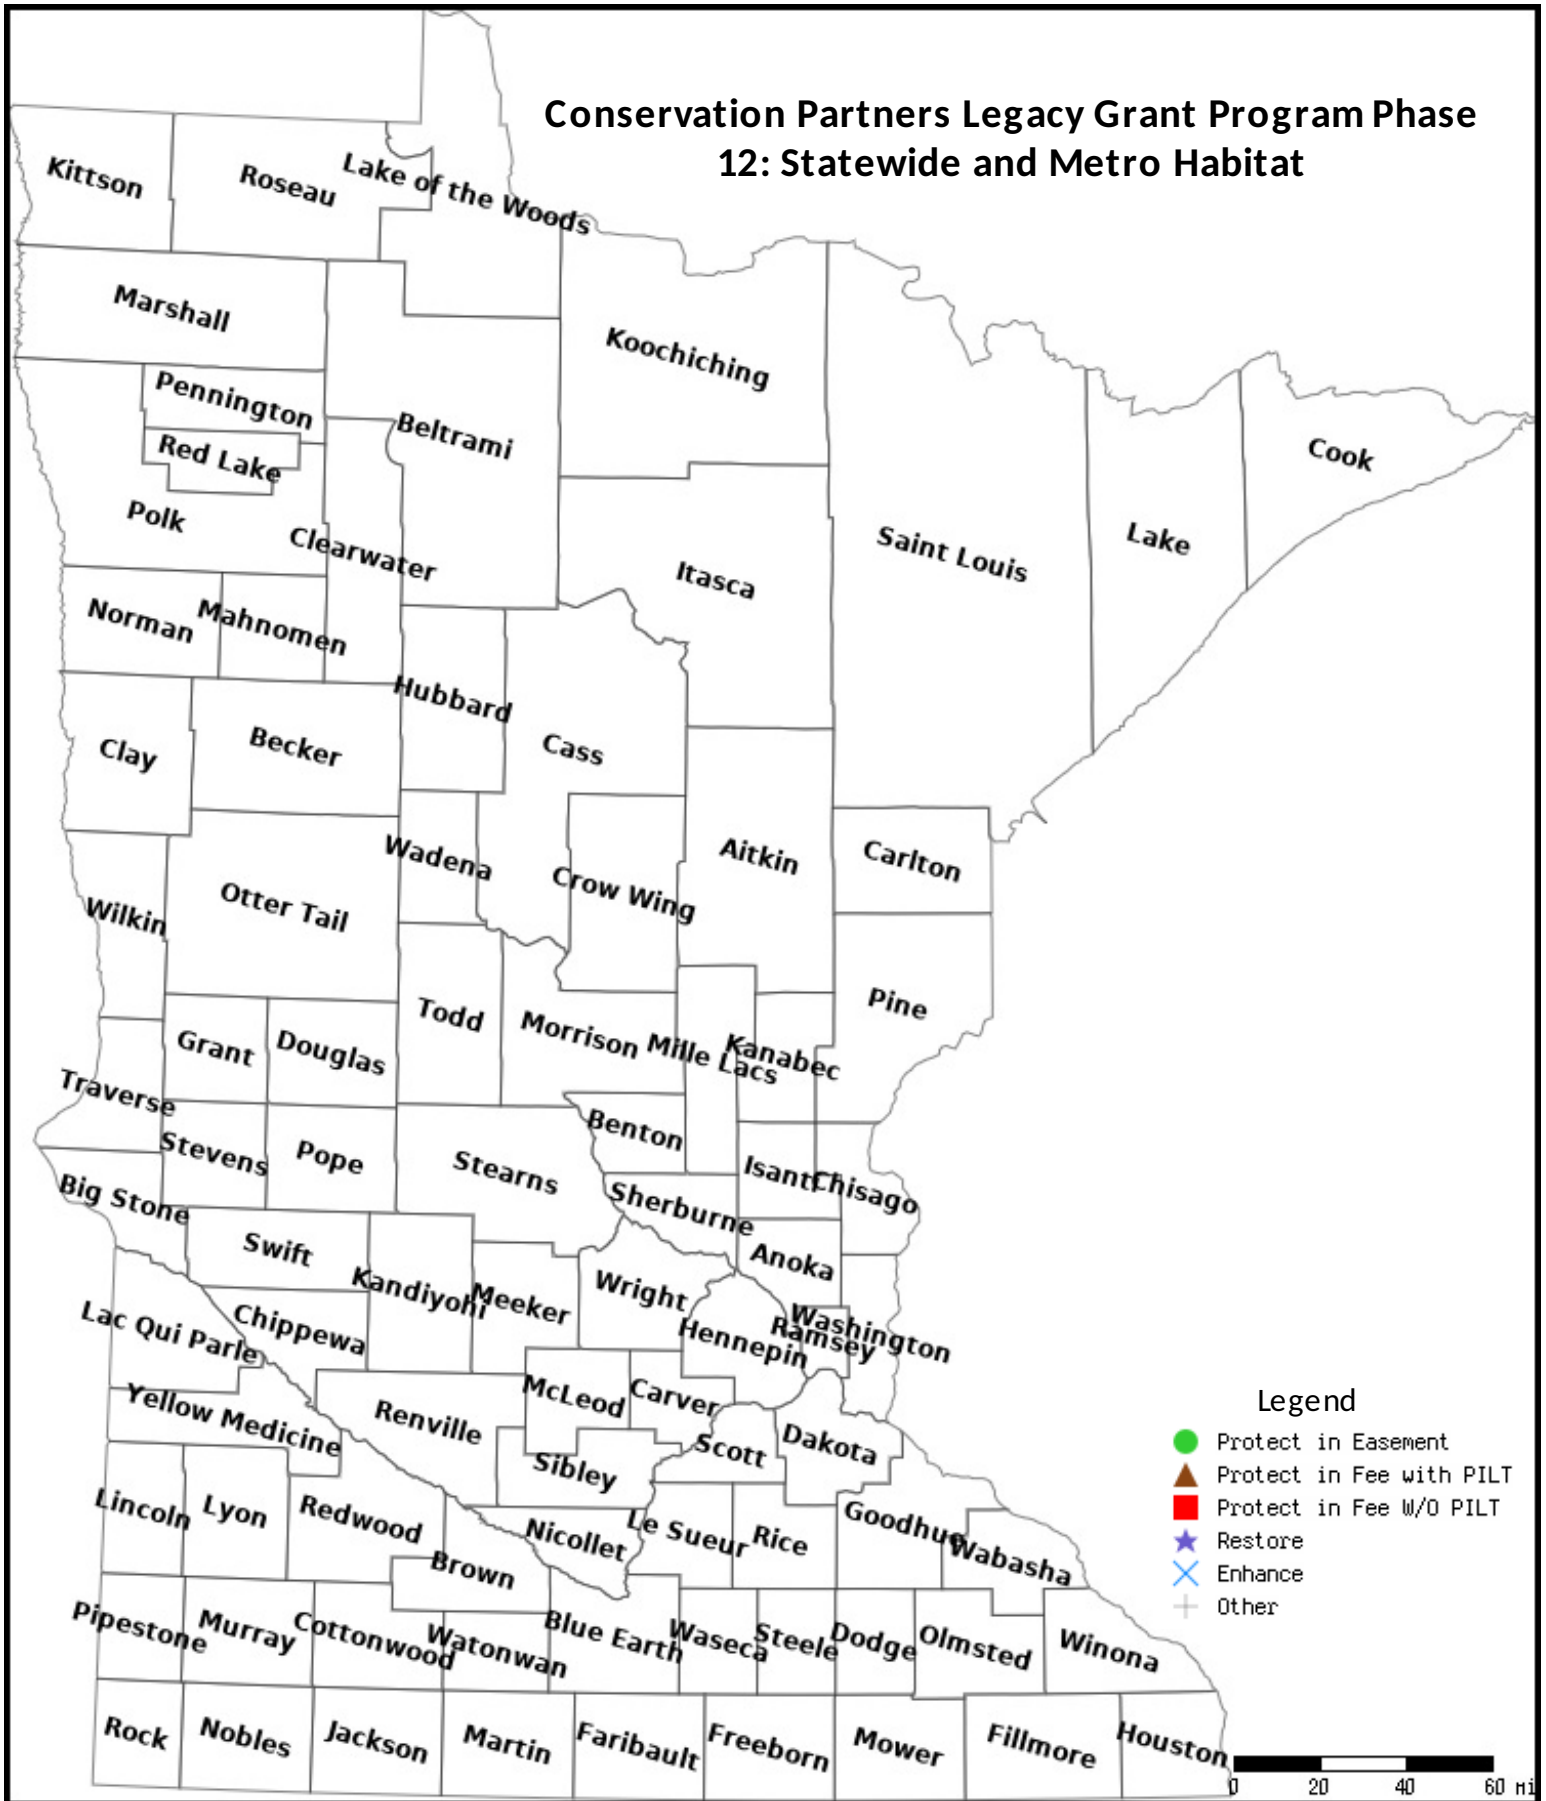 Conservation Partners Legacy Grant Program Phase
12: Statewide and Metro Habitat
Kittson
Roseau
Lake of the Woods
Marshall
Koochiching
Pennington
Beltrami
Red Lake
Cook
Polk
Clearwater
Saint Louis
Lake
Itasca
Norman
Mahnomen
Hubbard
Clay
Becker
Cass
Wadena
Aitkin
Carlton
Wilkin
Otter Tail
Crow Wing
Todd
Morrison
Mille Lacs
Kanabec
Pine
Grant
Douglas
Traverse
Stevens
Pope
Stearns
Benton
Isanti
Chisago
Big Stone
Sherburne
Swift
Anoka
Kandiyohi
Meeker
Wright
Lac Qui Parle
Chippewa
Hennepin
Ramsey
Washington
Yellow Medicine
Renville
McLeod
Carver
Scott
Dakota
Sibley
Lincoln
Lyon
Redwood
Nicollet
Le Sueur
Rice
Goodhue
Wabasha
Brown
Pipestone
Murray
Cottonwood
Watonwan
Blue Earth
Waseca
Steele
Dodge
Olmsted
Winona
Rock
Nobles
Jackson
Martin
Faribault
Freeborn
Mower
Fillmore
Houston
Legend
Protect in Easement
Protect in Fee with PILT
Protect in Fee W/O PILT
Restore
Enhance
Other
0 20 40 60 mi